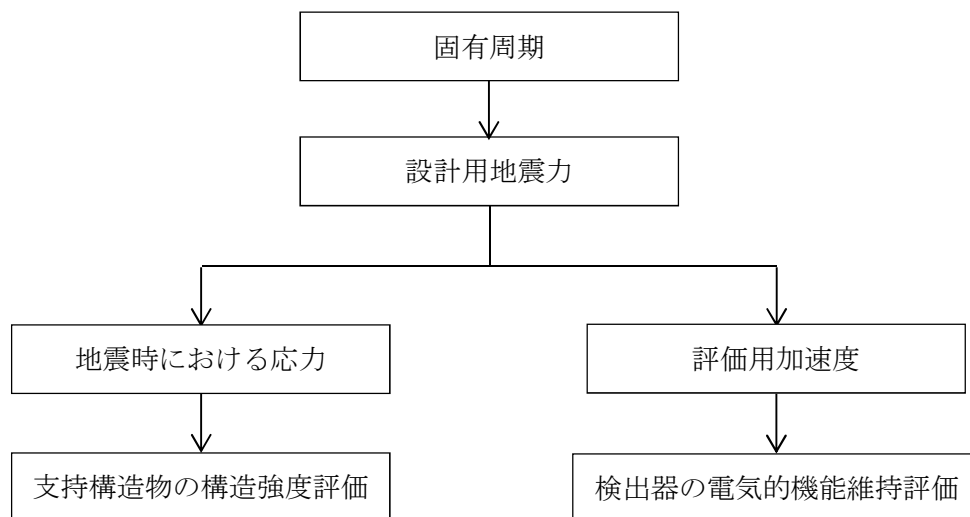 固有周期
設計用地震力
地震時における応力
評価用加速度
支持構造物の構造強度評価
検出器の電気的機能維持評価